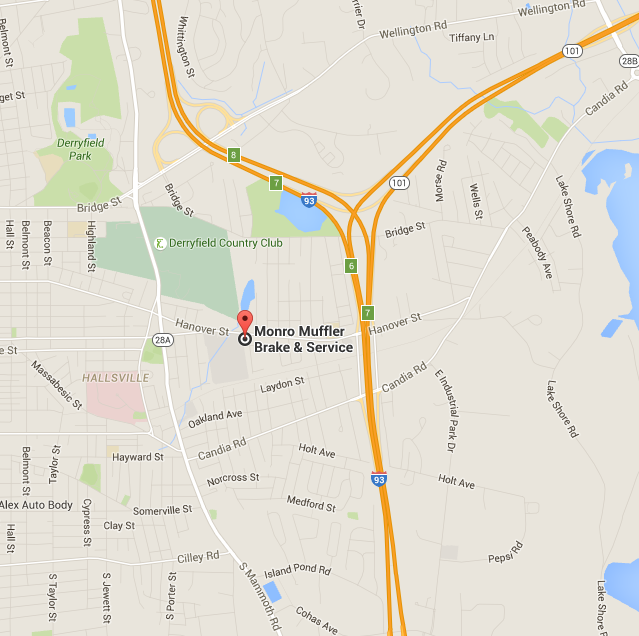 Belmont St
Whittington St
rrier Dr
Wellington Rd
Wellington Rd
Tiffany Ln
101
28B
Candia Rd
get St
Derryfield
Park
8
7
93
101
Morse Rd
Wells St
Lake Shore Rd
Bridge St
Bridge St
Bridge St
Peabody Ave
Hall St
Belmont St
Beacon St
Highland St
Derryfield Country Club
6
7
Hanover St
Monro Muffler
Brake & Service
Hanover St
28A
e St
Massabesic St
HALLSVILLE
Laydon St
Candia Rd
E Industrial Park Dr
Lake Shore Rd
Oakland Ave
Candia Rd
Holt Ave
Hayward St
Belmont St
Taylor St
Norcross St
93
Holt Ave
Alex Auto Body
Cypress St
Medford St
Somerville St
Clay St
Hall St
Cilley Rd
Pepsi Rd
Island Pond Rd
S Mammoth Rd
S Taylor St
S Jewett St
S Porter St
Cohas Ave
Lake Shore R